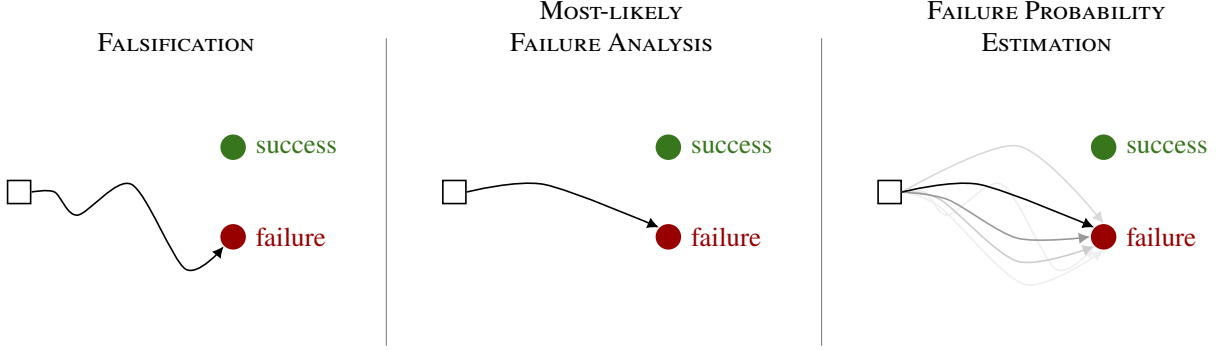 Falsification
success
failure
Most-likely
Failure Analysis
success
failure
Failure Probability
Estimation
success
failure